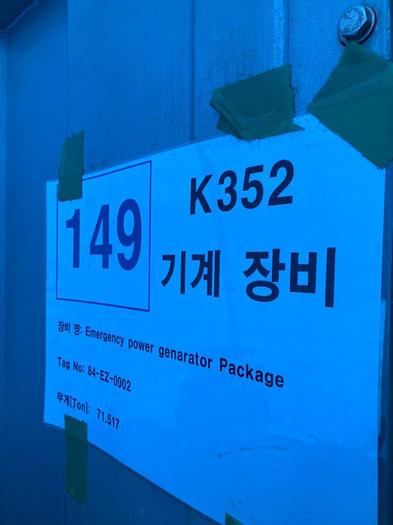 K352
149
기계 장비
장비 명: Emergency power genarator Package
Tag No: 84-EZ-0002
무게(Ton): 71.517